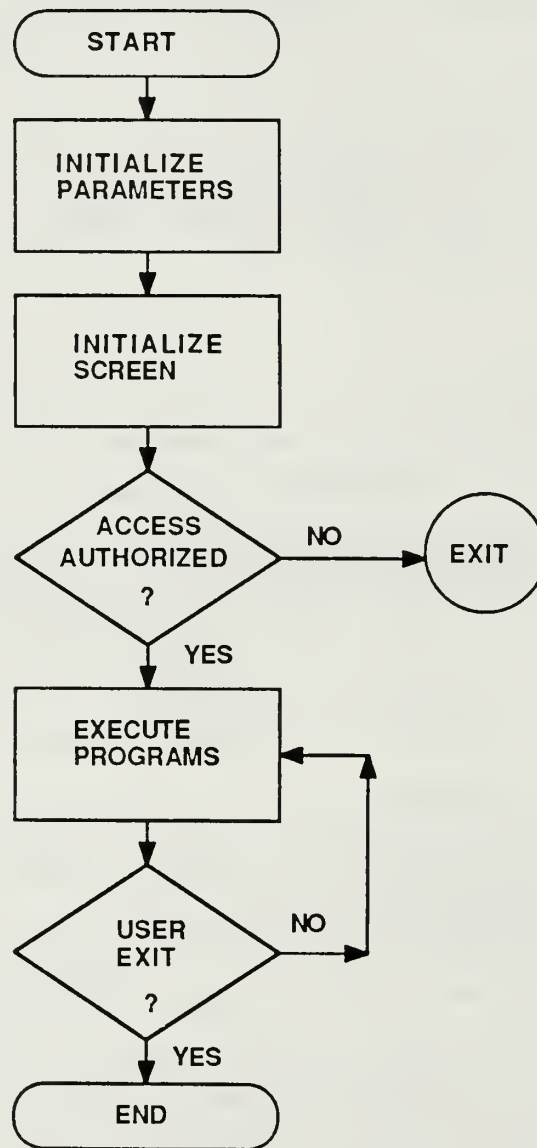 START
INITIALIZE
PARAMETERS
INITIALIZE
SCREEN
ACCESS
AUTHORIZED
?
NO
EXIT
YES
EXECUTE
PROGRAMS
USER
EXIT
?
NO
YES
END